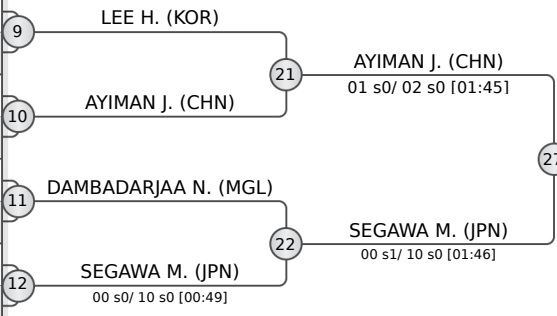 LEE H. (KOR)
9
21
AYIMAN J. (CHN)
01 s0/ 02 s0 [01:45]
AYIMAN J. (CHN)
10
27
DAMBADARJAA N. (MGL)
11
22
SEGAWA M. (JPN)
00 s1/ 10 s0 [01:46]
SEGAWA M. (JPN)
12
00 s0/ 10 s0 [00:49]